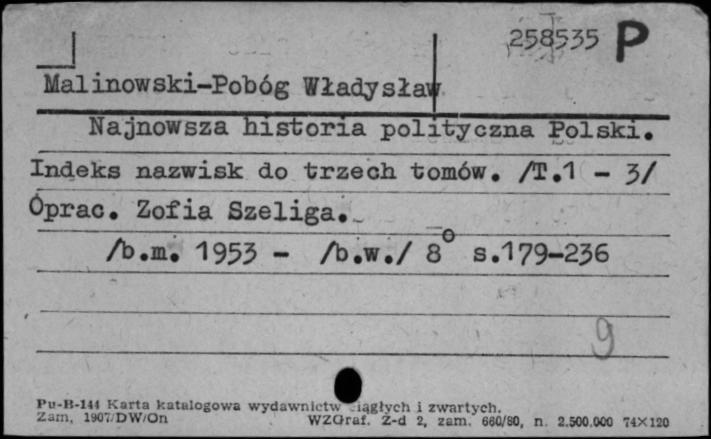 258535 P
Malinowski-Pobóg Władysław
Najnowsza historia polityczna Polski.
Indeks nazwisk do trzech tomów. /T.1 - 3/
Oprac. Zofia Szeliga.
/b.m. 1953 - /b.w./ 8° s.179-236
9
Pu-B-144 Karta katalogowa wydawnictw ciągłych i zwartych.
Zam. 1907/DW/On WZGraf. Z-d 2, zam. 660/80, n. 2.500.000 74×120